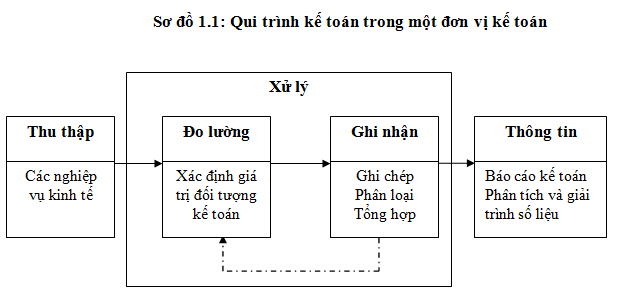 Sơ đồ 1.1: Qui trình kế toán trong một đơn vị kế toán
Xử lý
Thu thập
Các nghiệp
vụ kinh tế
Đo lường
Xác định giá
trị đối tượng
kế toán
Ghi nhận
Ghi chép
Phân loại
Tổng hợp
Thông tin
Báo cáo kế toán
Phân tích và giải
trình số liệu